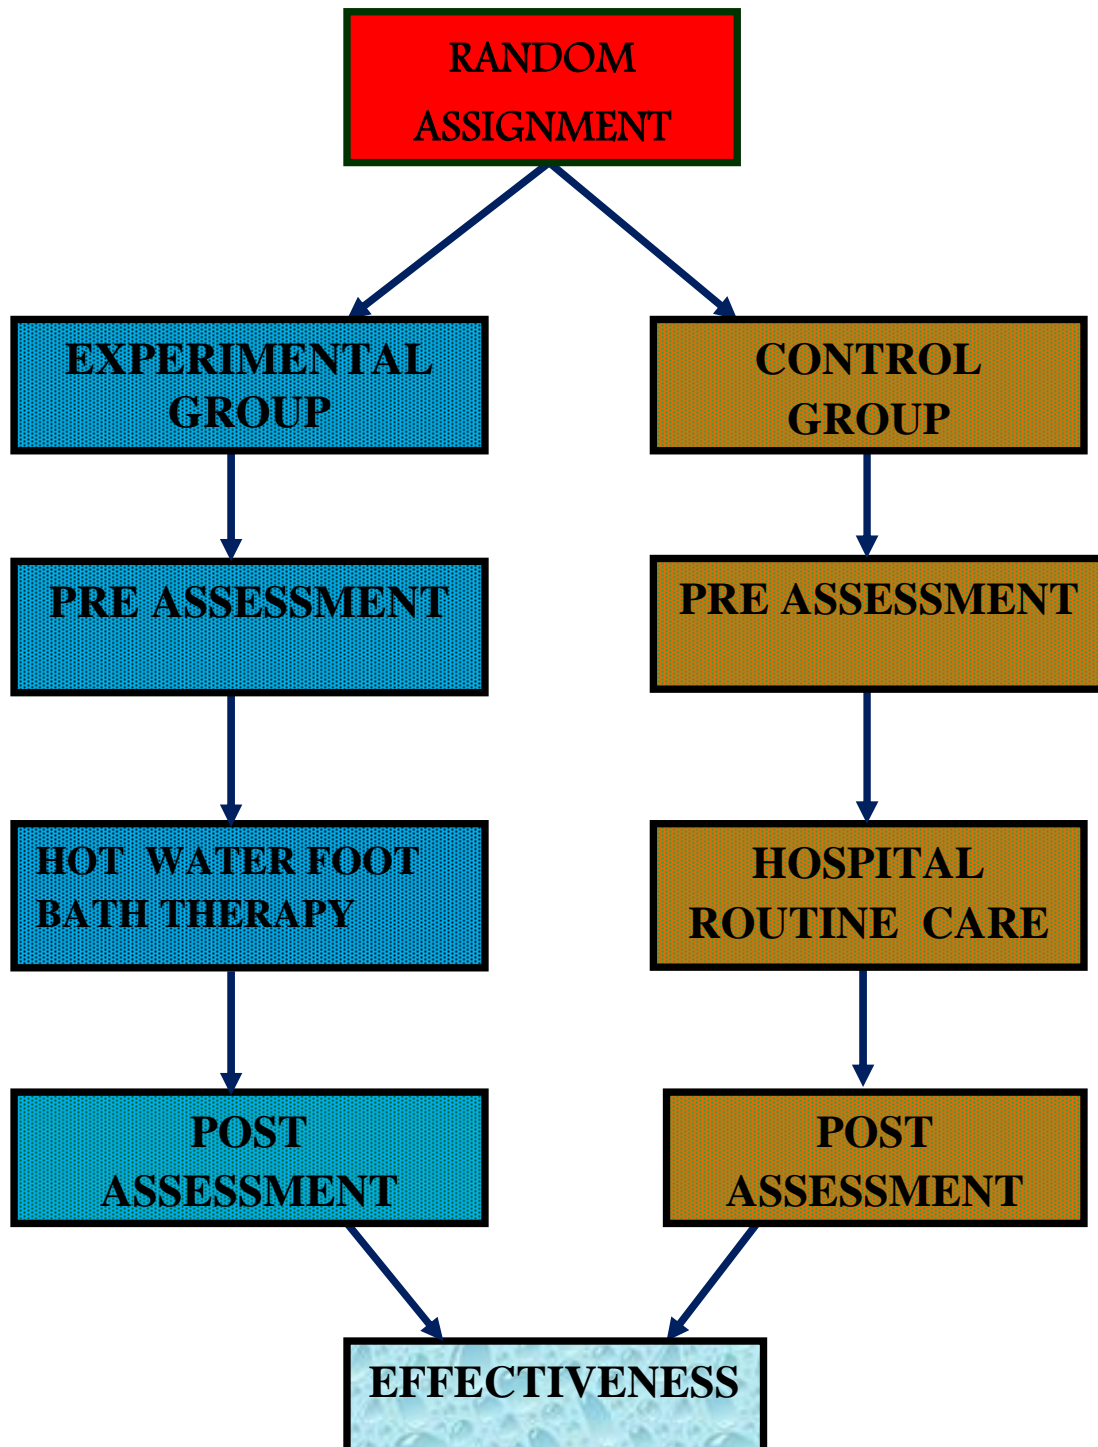 RANDOM
ASSIGNMENT
EXPERIMENTAL
GROUP
CONTROL
GROUP
PRE ASSESSMENT
PRE ASSESSMENT
HOT WATER FOOT
BATH THERAPY
HOSPITAL
ROUTINE CARE
POST
ASSESSMENT
POST
ASSESSMENT
EFFECTIVENESS